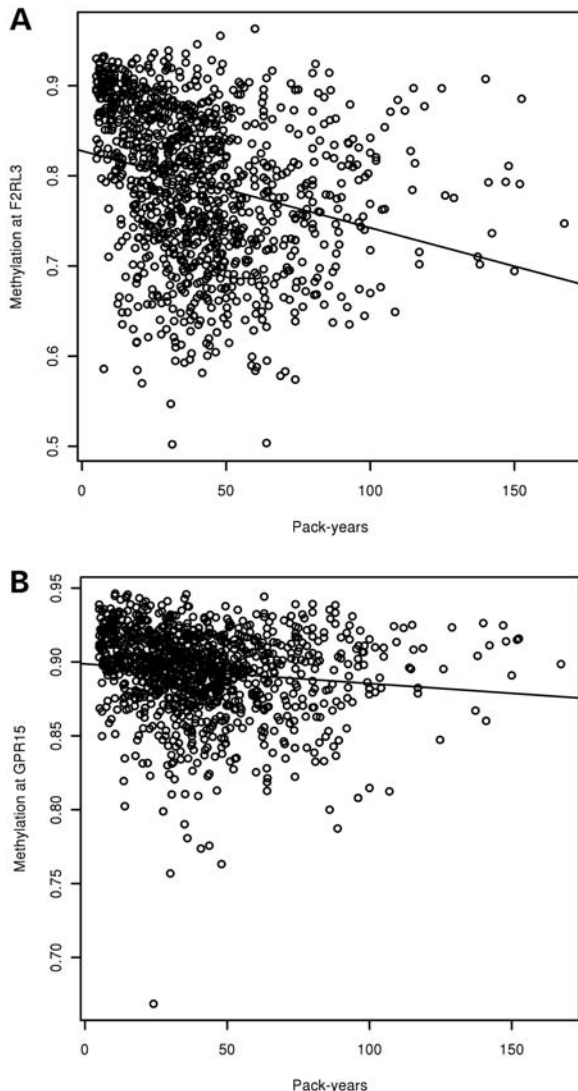 A
Methylation at F2RL3
0.9
0.8
0.7
0.6
0.5
0 50 100 150
Pack-years
B
Methylation at GPR15
0.95
0.90
0.85
0.80
0.75
0.70
0 50 100 150
Pack-years